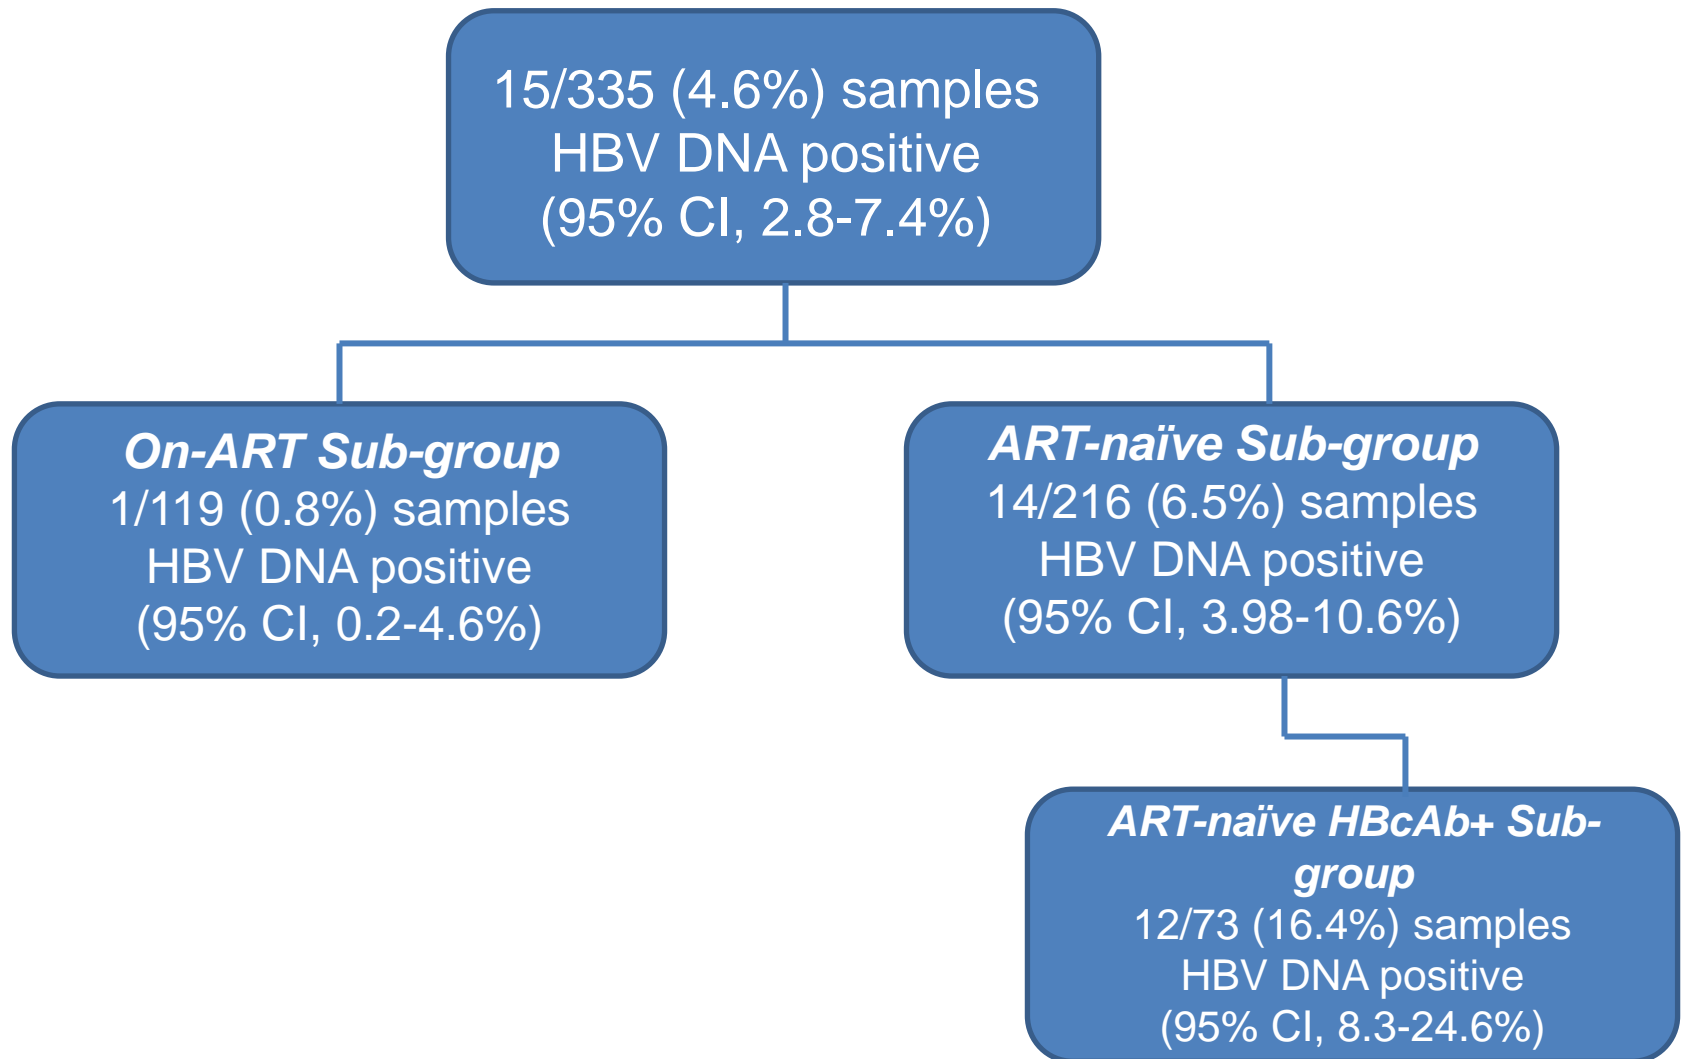 15/335 (4.6%) samples
HBV DNA positive
(95% CI, 2.8-7.4%)
On-ART Sub-group
1/119 (0.8%) samples
HBV DNA positive
(95% CI, 0.2-4.6%)
ART-naïve Sub-group
14/216 (6.5%) samples
HBV DNA positive
(95% CI, 3.98-10.6%)
ART-naïve HBcAb+ Sub-
group
12/73 (16.4%) samples
HBV DNA positive
(95% CI, 8.3-24.6%)